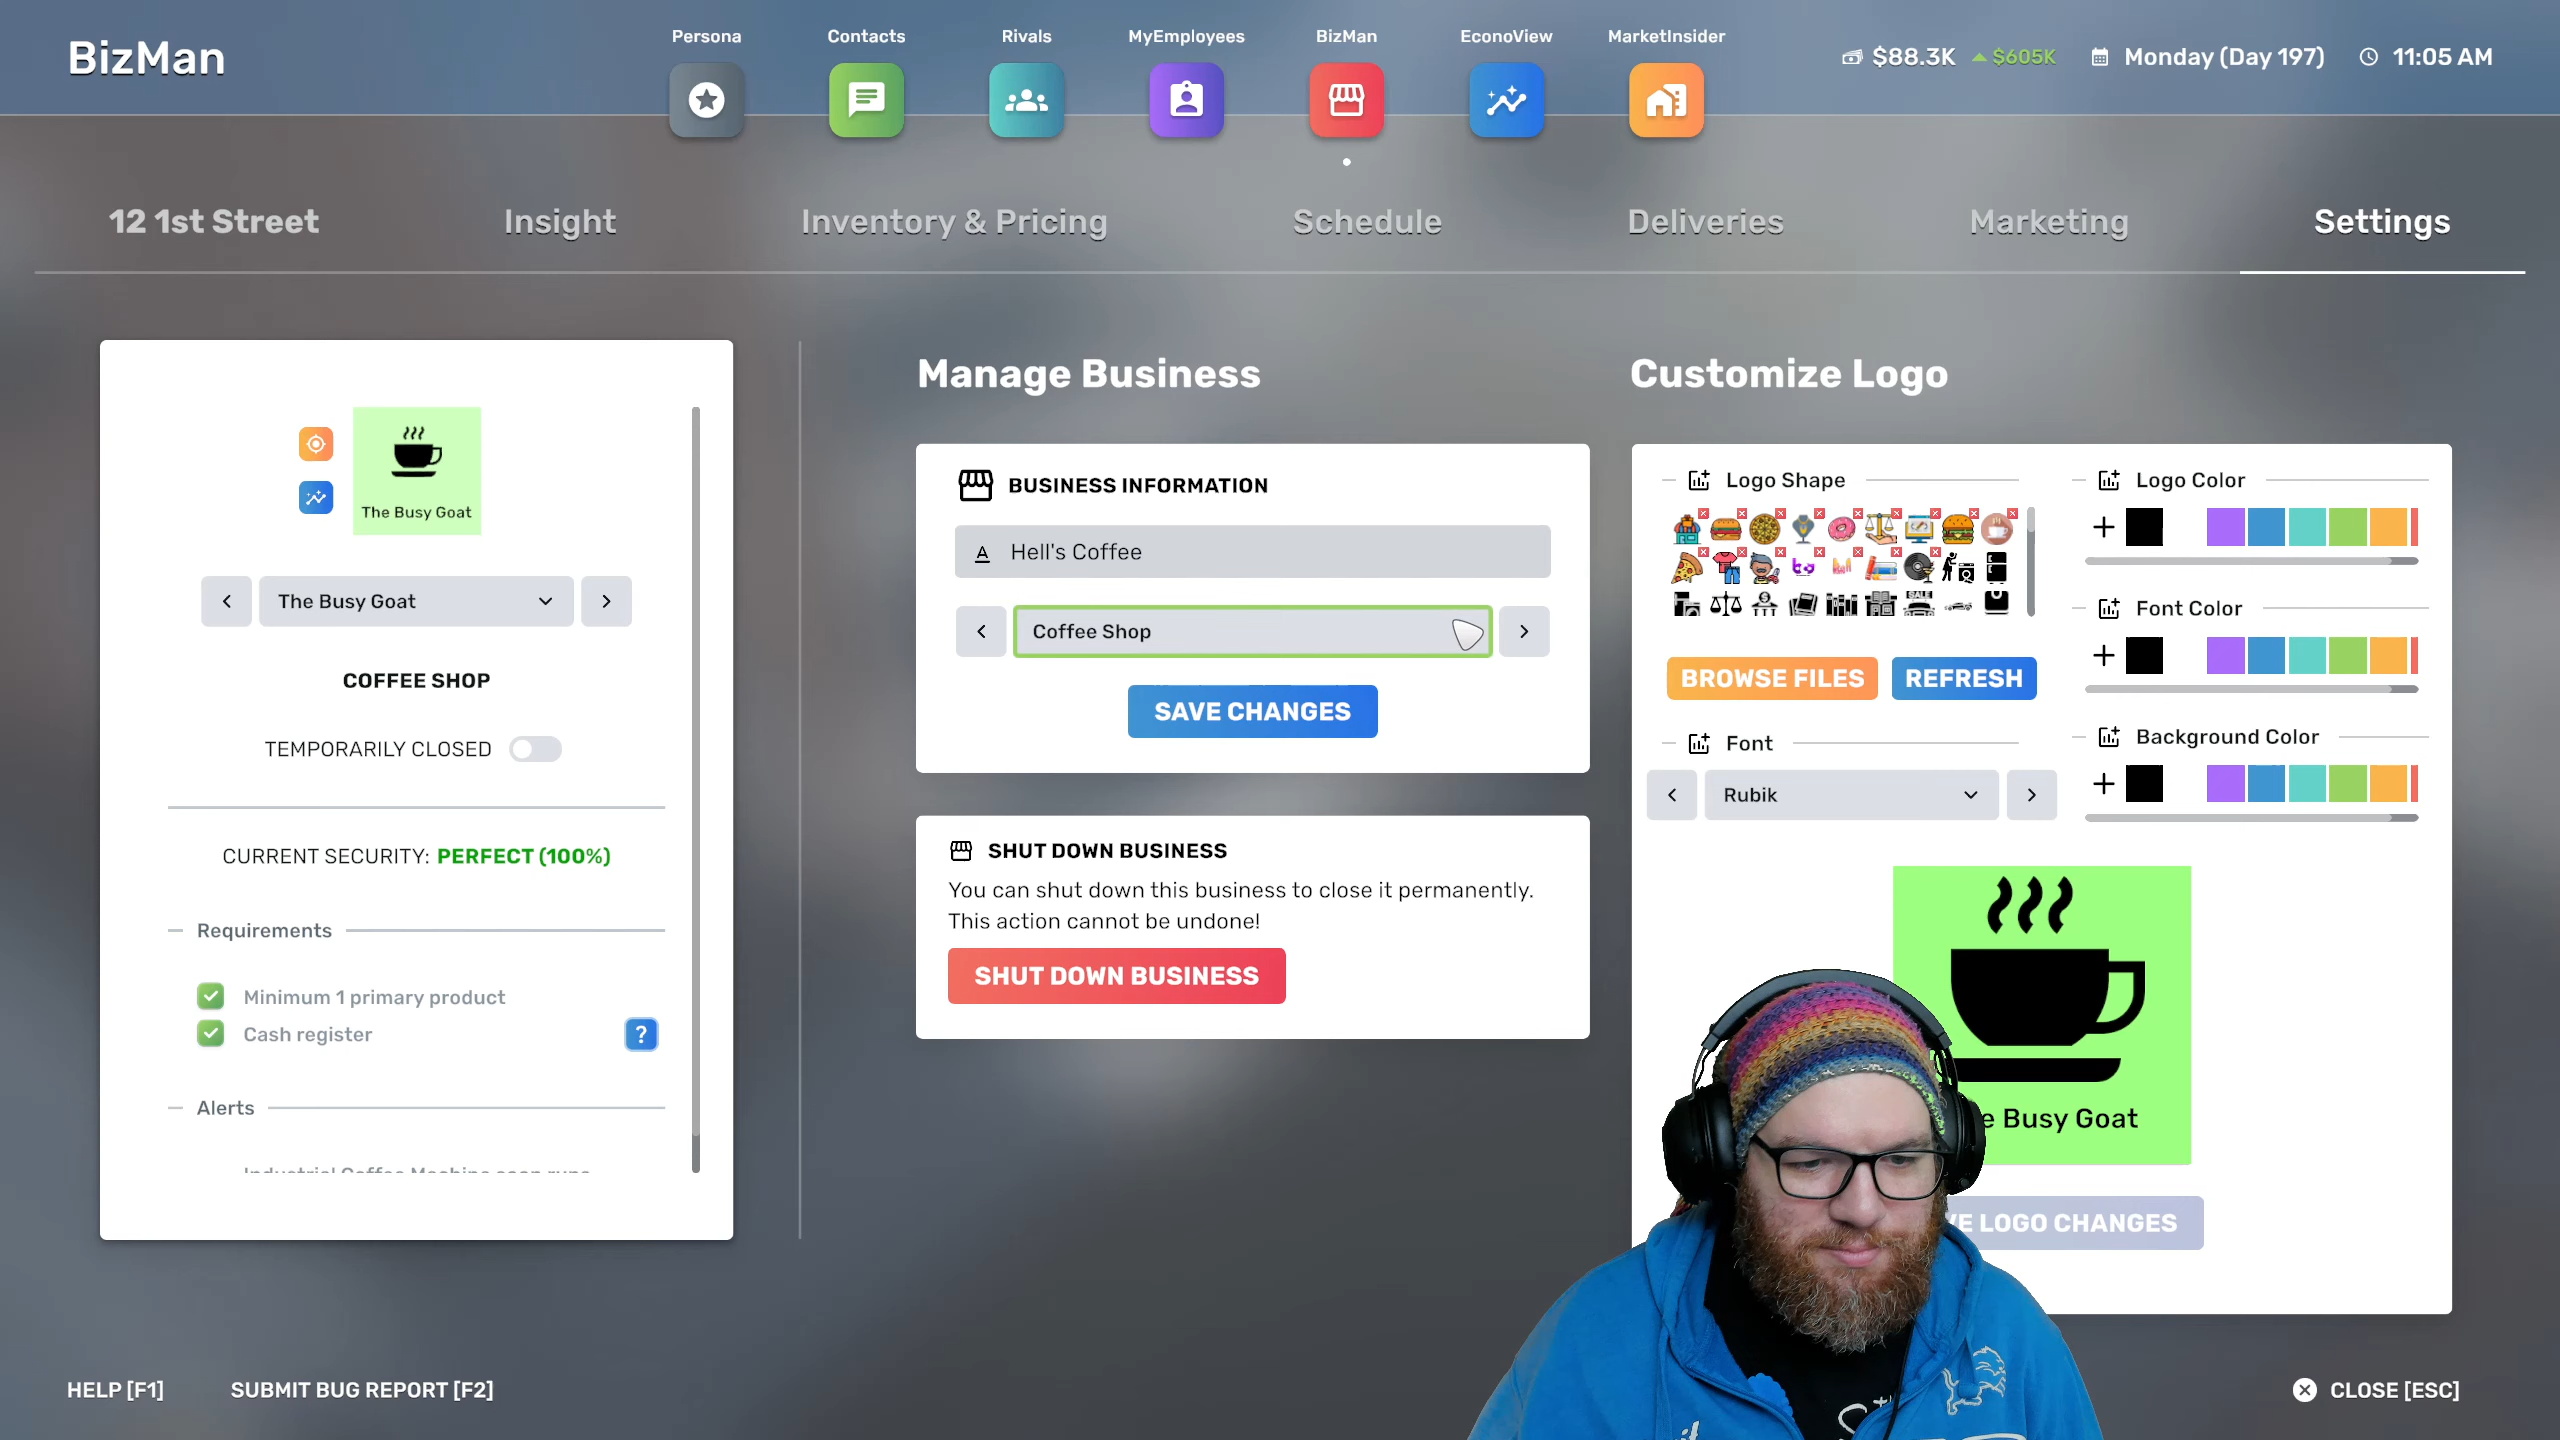 BizMan
Persona
Contacts
Rivals
MyEmployees
BizMan
EconoView
MarketInsider
$88.3K
$605K
Monday (Day 197)
11:05 AM
12 1st Street
Insight
Inventory & Pricing
Schedule
Deliveries
Marketing
Settings
The Busy Goat
The Busy Goat
COFFEE SHOP
TEMPORARILY CLOSED
CURRENT SECURITY: PERFECT (100%)
Requirements
Minimum 1 primary product
Cash register
?
Alerts
Manage Business
BUSINESS INFORMATION
Hell's Coffee
Coffee Shop
SAVE CHANGES
SHUT DOWN BUSINESS
You can shut down this business to close it permanently.
This action cannot be undone!
SHUT DOWN BUSINESS
Customize Logo
Logo Shape
SALE
BROWSE FILES
REFRESH
Font
Rubik
Logo Color
Font Color
Background Color
e Busy Goat
VE LOGO CHANGES
HELP [F1]
SUBMIT BUG REPORT [F2]
CLOSE [ESC]